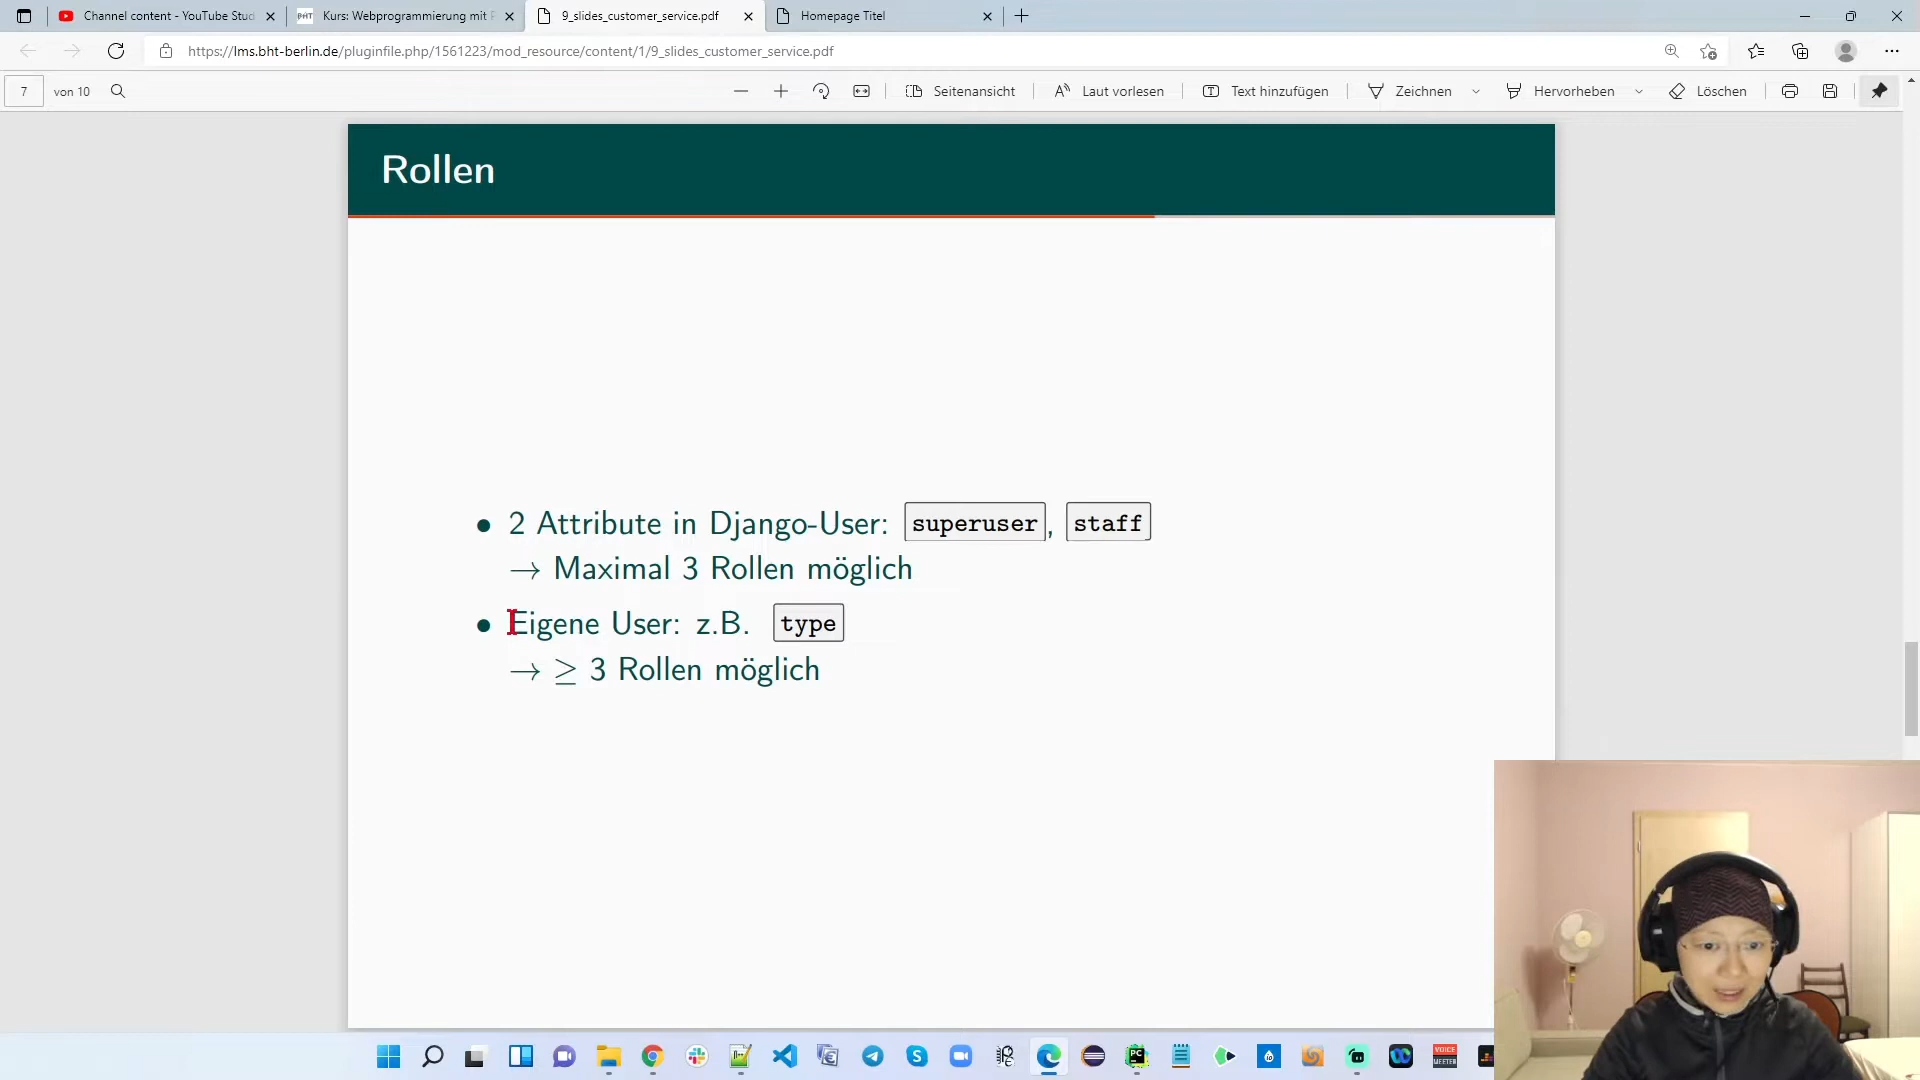 Channel content - YouTube Stud
Kurs: Webprogrammierung mit P
9_slides_customer_service.pdf
Homepage Titel
https://lms.bht-berlin.de/pluginfile.php/1561223/mod_resource/content/1/9_slides_customer_service.pdf
7 von 10 Seitenansicht Laut vorlesen Text hinzufügen Zeichnen Hervorheben Löschen
Rollen
• 2 Attribute in Django-User: superuser, staff
→ Maximal 3 Rollen möglich
• Eigene User: z.B. type
→ ≥ 3 Rollen möglich